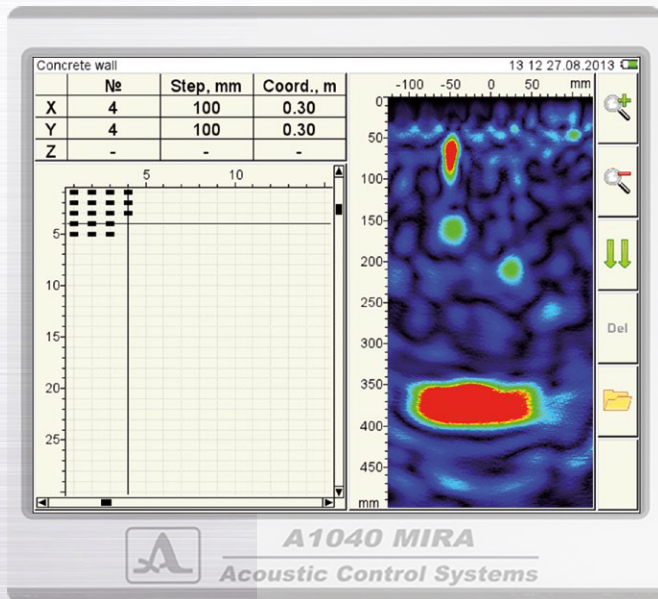 Concrete wall 13 12 27.08.2013
№ Step, mm Coord., m
X 4 100 0.30
Y 4 100 0.30
Z - - -
5 10
5
10
15
20
25
-100 -50 0 50 mm
0
50
100
150
200
250
300
350
400
450
mm
Del
A1040 MIRA
Acoustic Control Systems